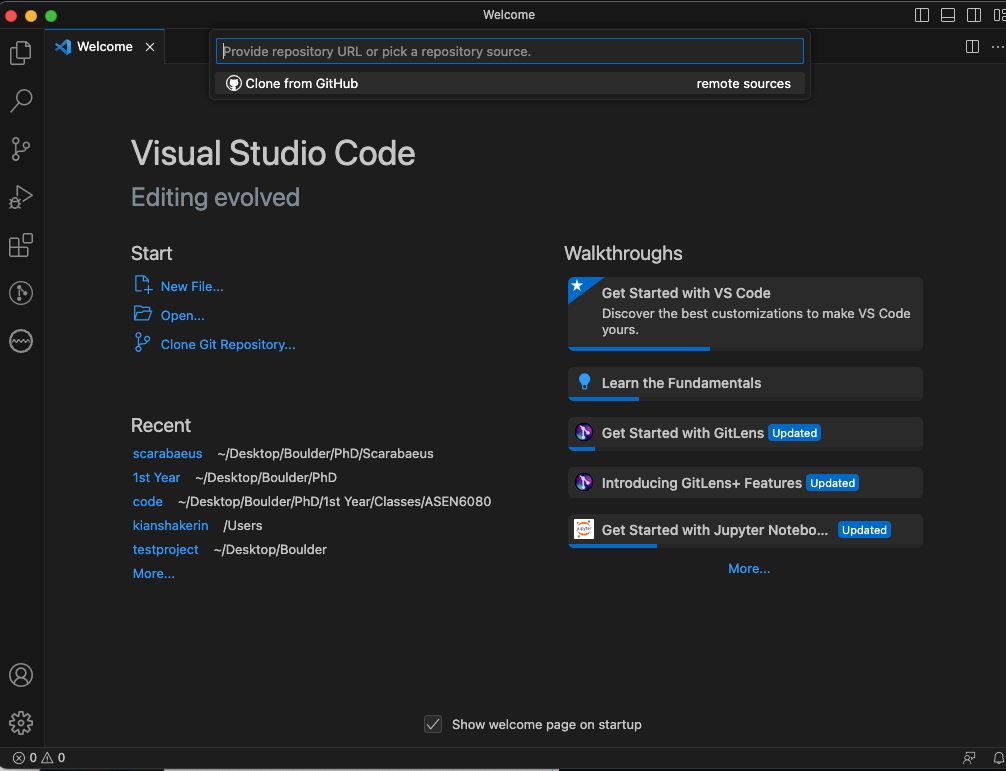 Welcome
Welcome
Provide repository URL or pick a repository source.
Clone from GitHub remote sources
Visual Studio Code
Editing evolved
Start
New File...
Open...
Clone Git Repository...
Recent
scarabaeus ~/Desktop/Boulder/PhD/Scarabaeus
1st Year ~/Desktop/Boulder/PhD
code ~/Desktop/Boulder/PhD/1st Year/Classes/ASEN6080
kianshakerin /Users
testproject ~/Desktop/Boulder
More...
Walkthroughs
Get Started with VS Code
Discover the best customizations to make VS Code
yours.
Learn the Fundamentals
Get Started with GitLens Updated
Introducing GitLens+ Features Updated
Get Started with Jupyter Notebo... Updated
More...
Show welcome page on startup
0 0